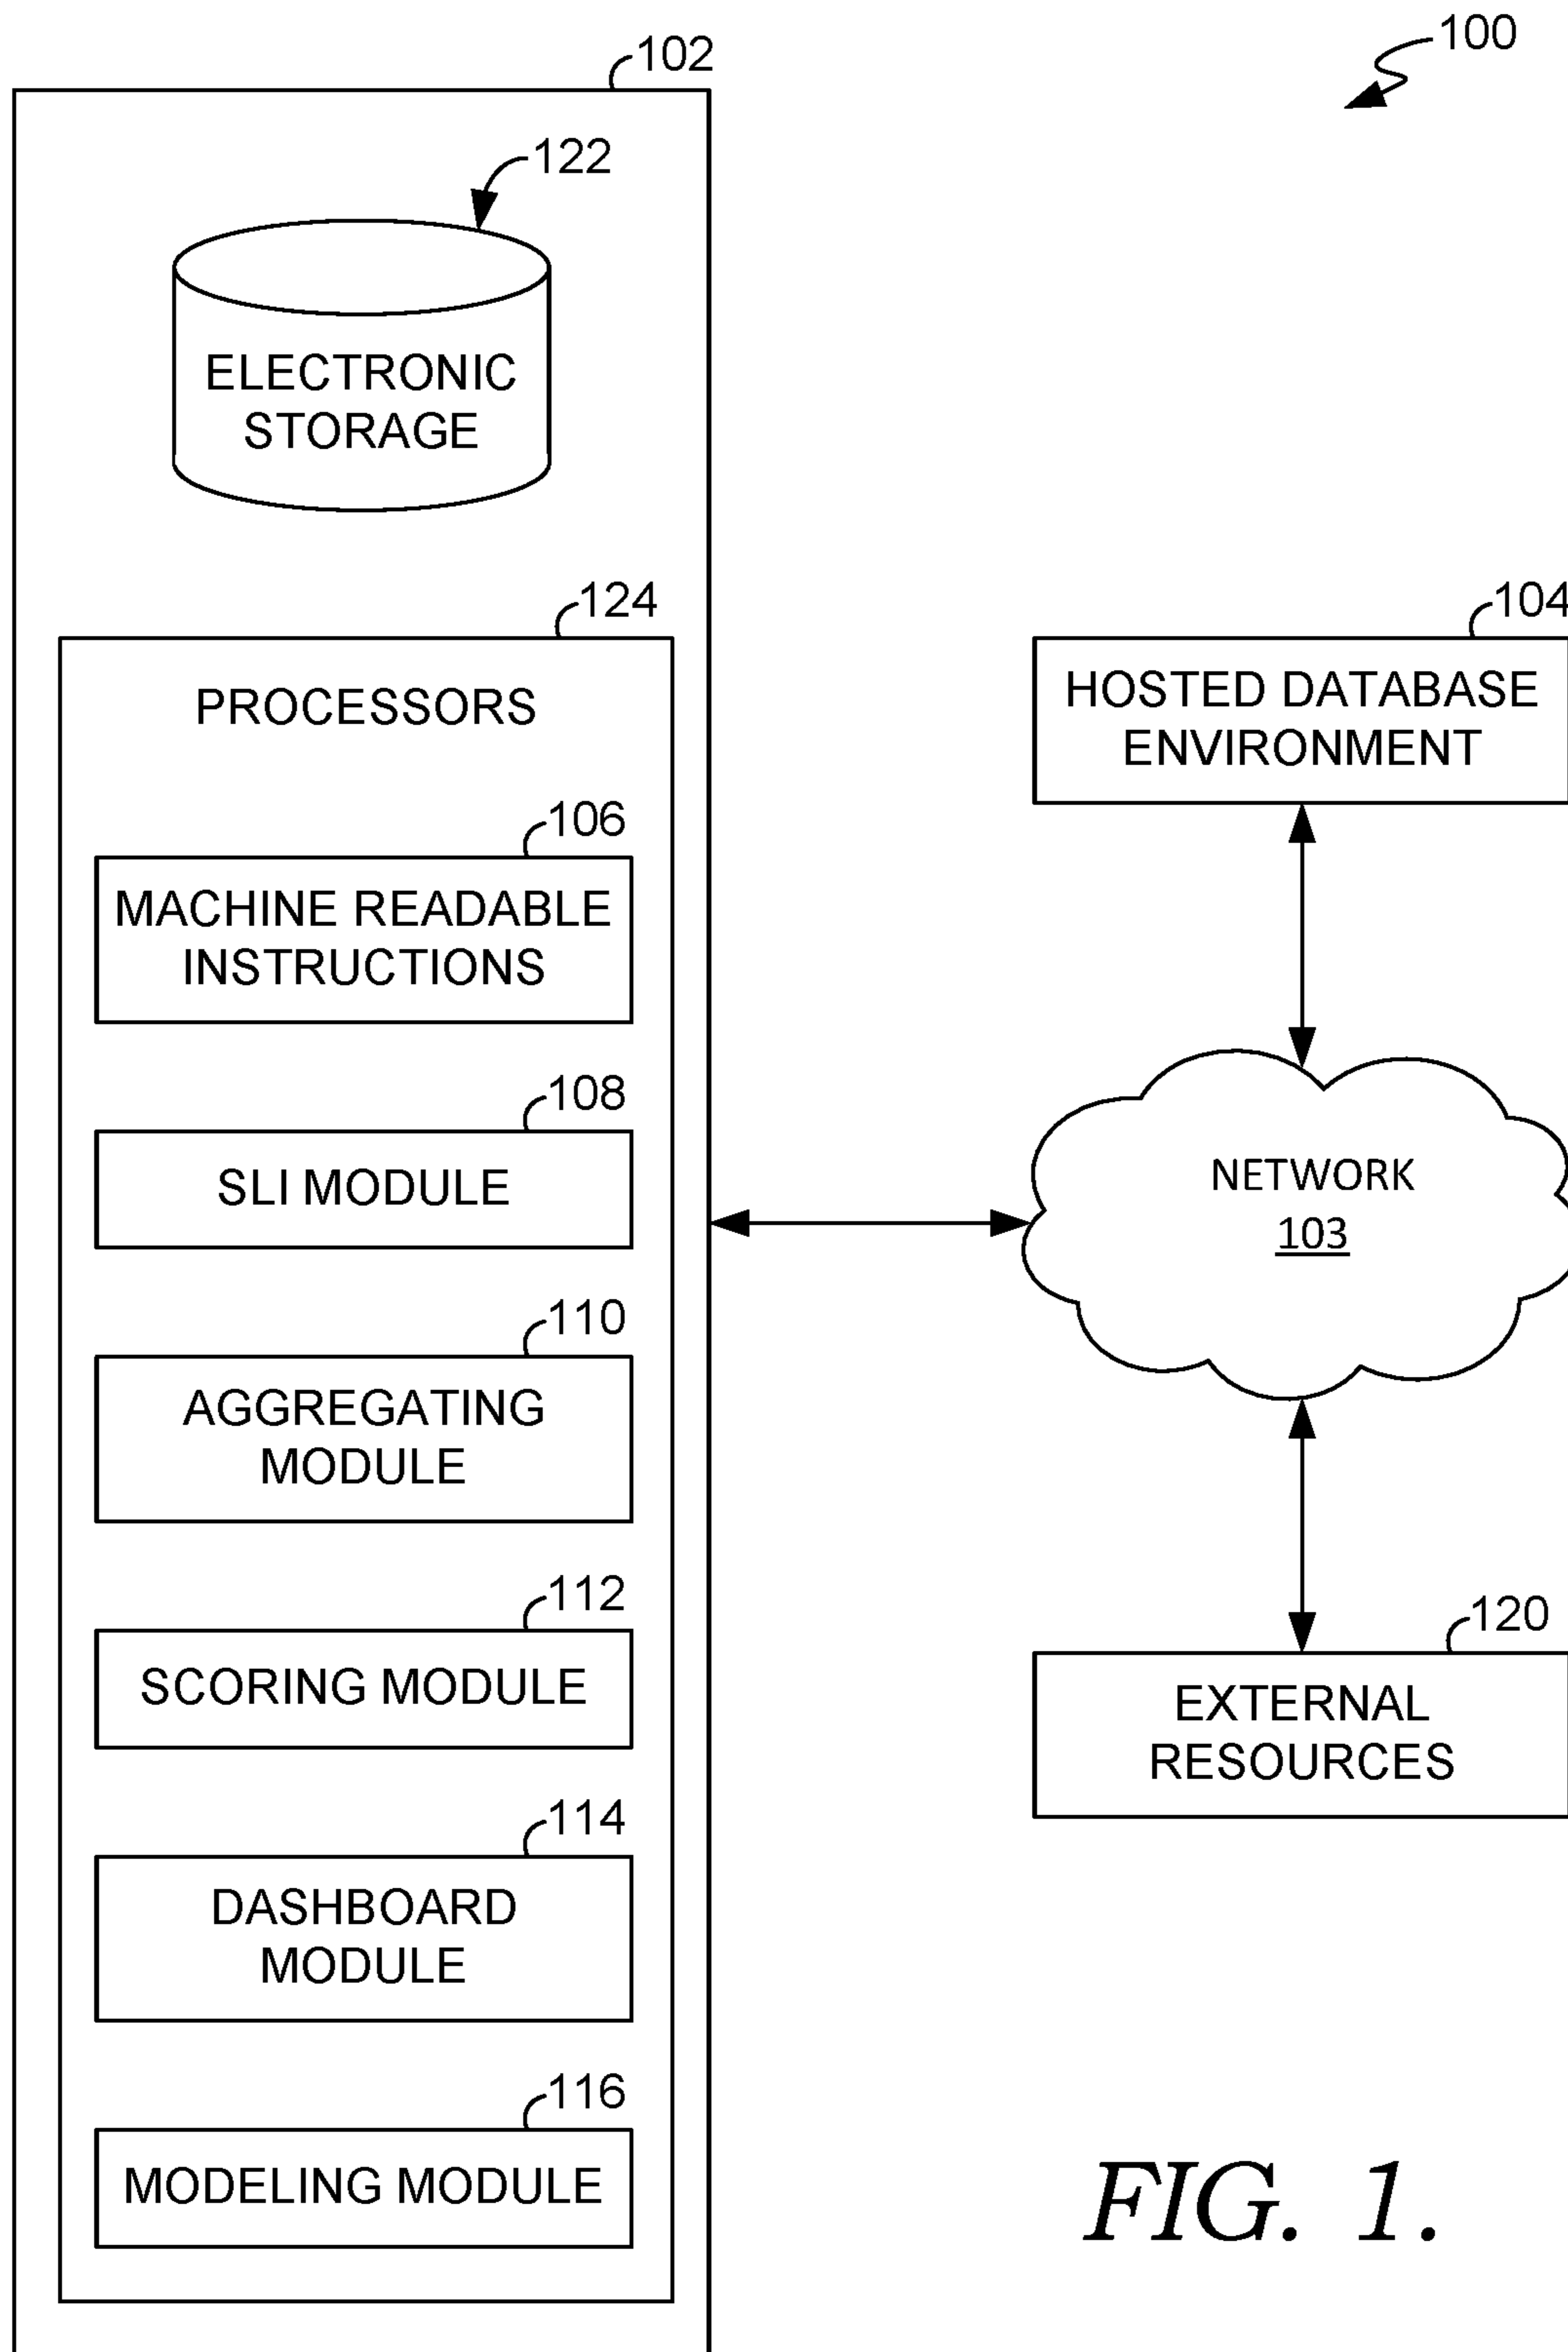 100
102
122
ELECTRONIC
STORAGE
124
PROCESSORS
106
MACHINE READABLE
INSTRUCTIONS
108
SLI MODULE
110
AGGREGATING
MODULE
112
SCORING MODULE
114
DASHBOARD
MODULE
116
MODELING MODULE
104
HOSTED DATABASE
ENVIRONMENT
NETWORK
103
120
EXTERNAL
RESOURCES
FIG. 1.